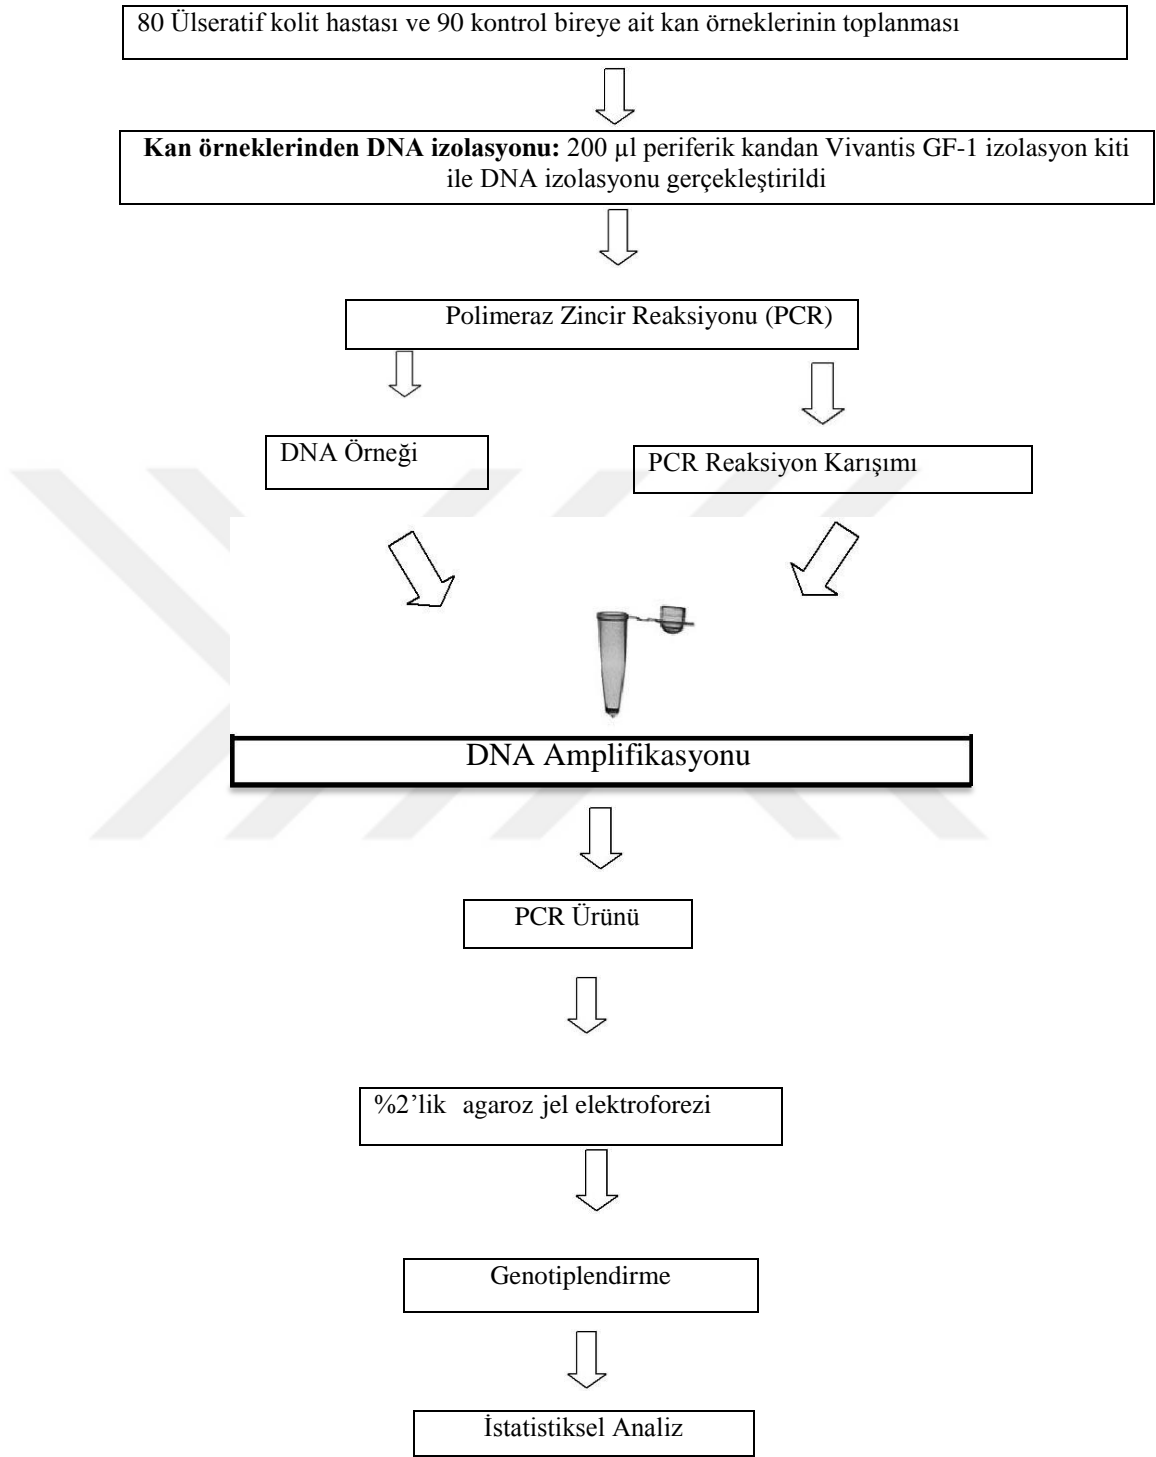 80 Ülseratif kolit hastası ve 90 kontrol bireye ait kan örneklerinin toplanması
Kan örneklerinden DNA izolasyonu: 200 µl periferik kandan Vivantis GF-1 izolasyon kiti
ile DNA izolasyonu gerçekleştirildi
Polimeraz Zincir Reaksiyonu (PCR)
DNA Örneği
PCR Reaksiyon Karışımı
DNA Amplifikasyonu
PCR Ürünü
%2’lik agaroz jel elektroforezi
Genotiplendirme
İstatistiksel Analiz